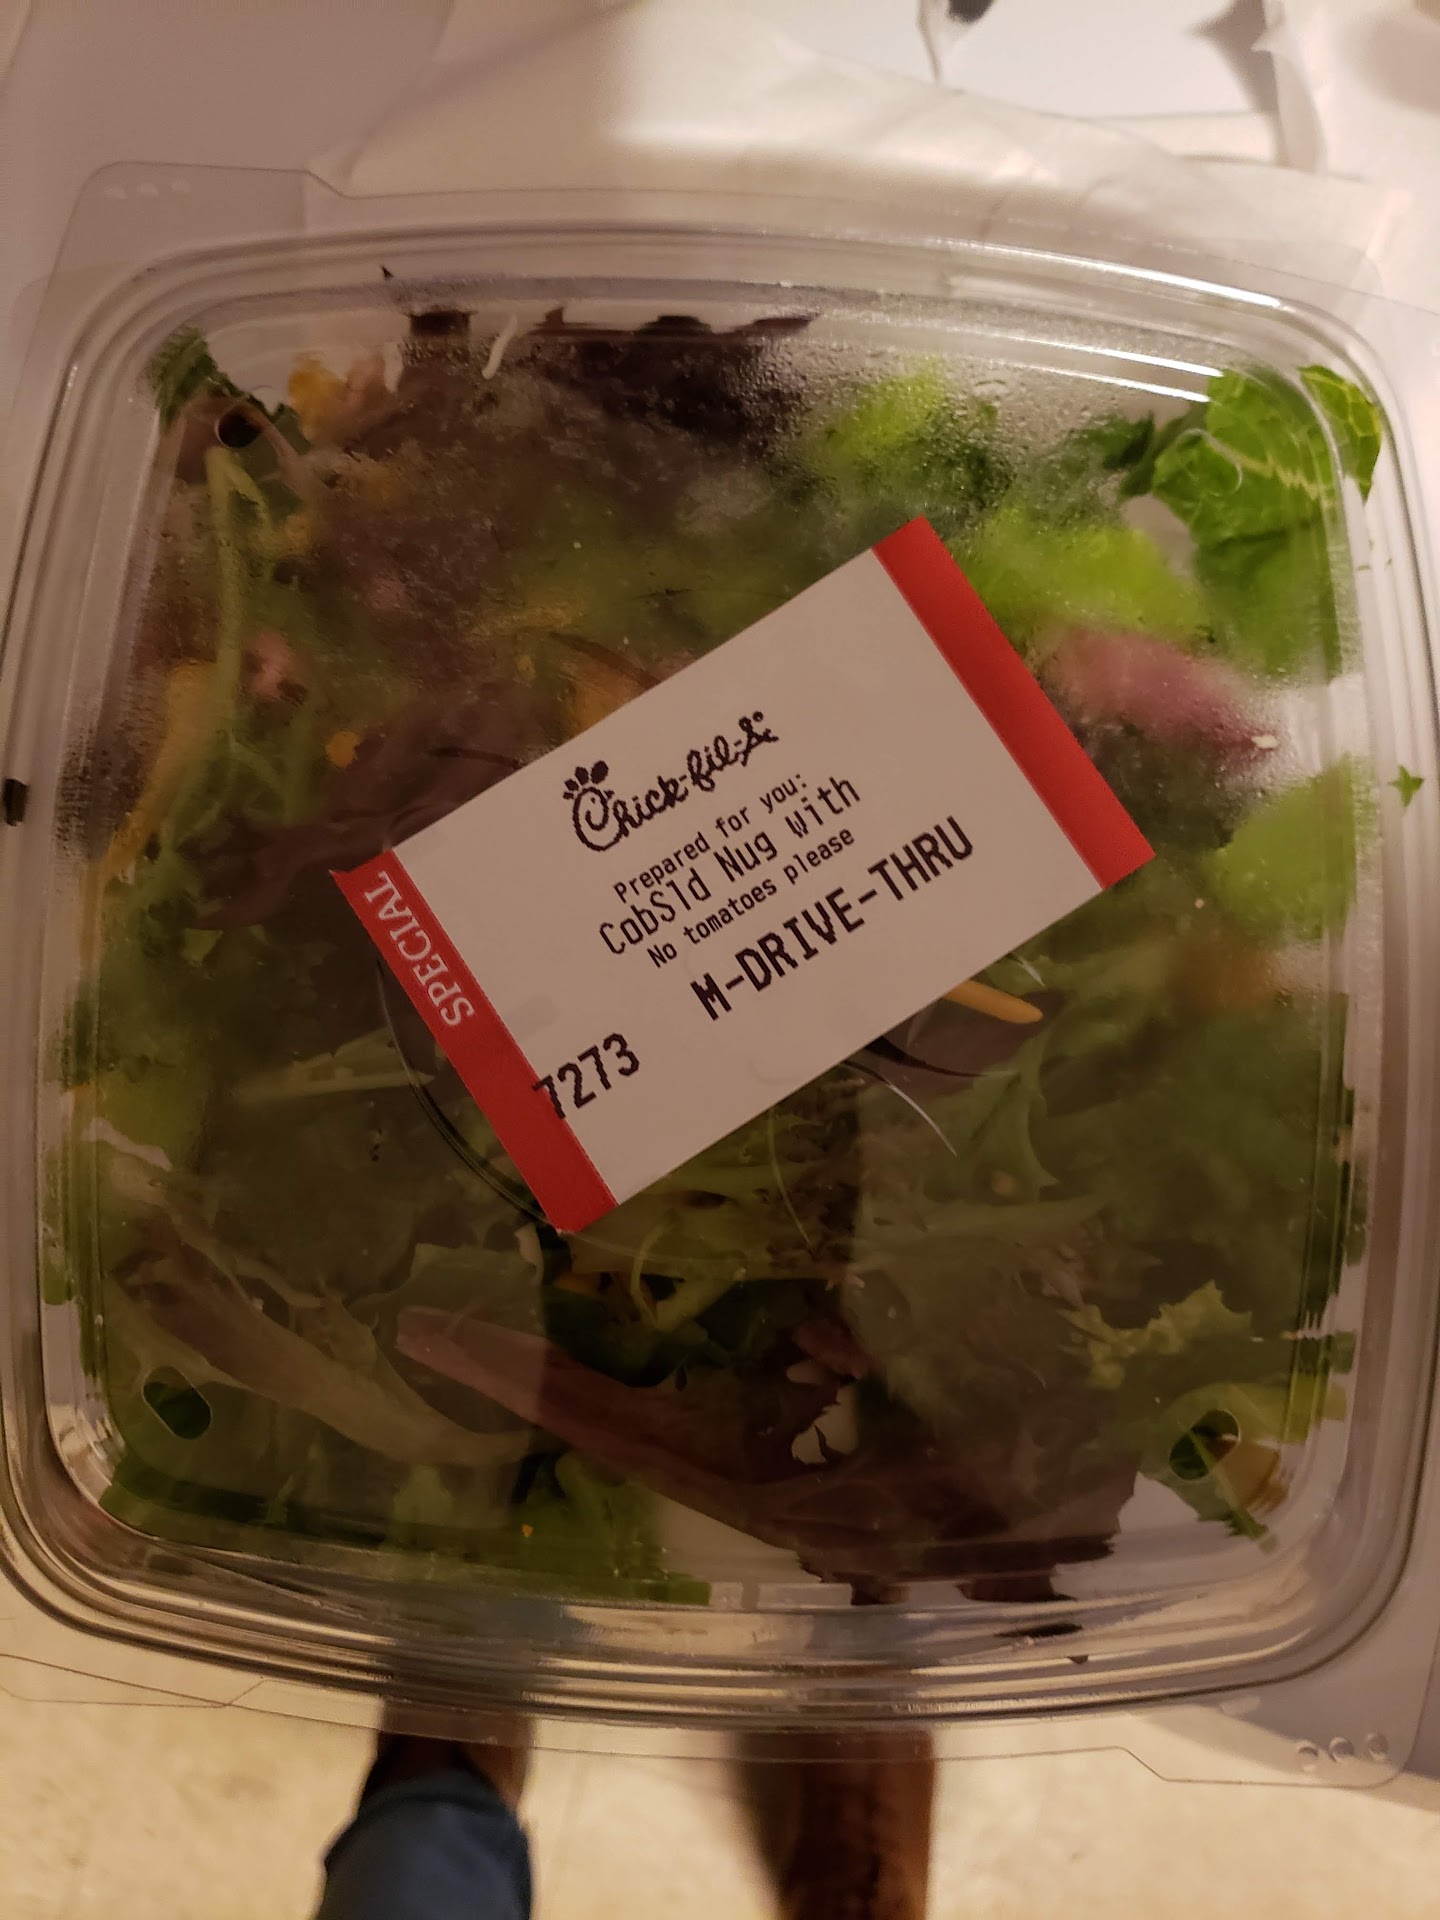 Chick-fil-A
Prepared for you:
CobSld Nug with
No tomatoes please
M-DRIVE-THRU
7273
SPECIAL